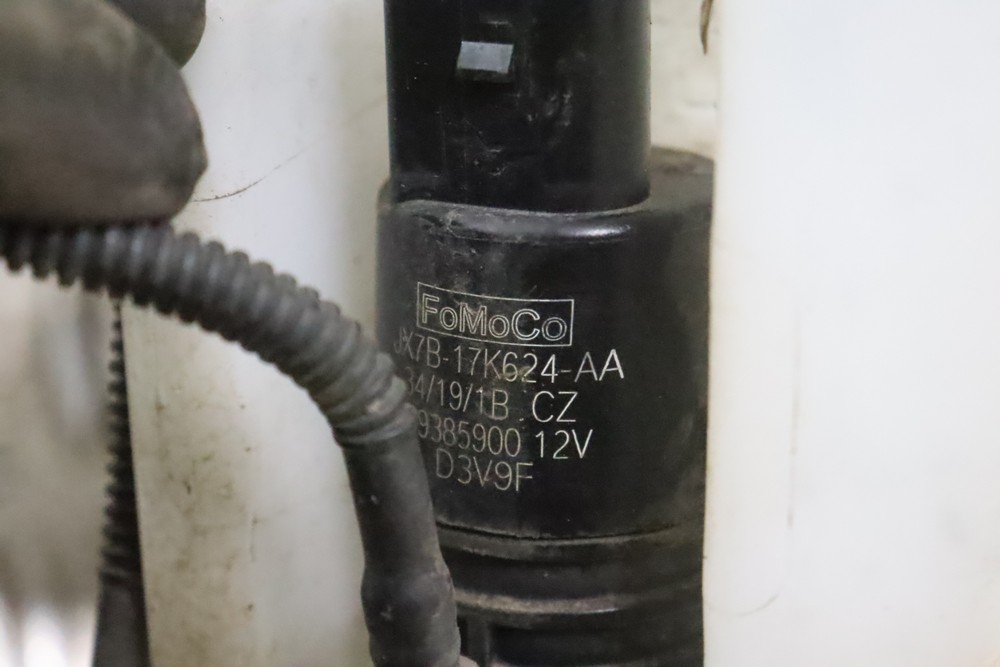 FoMoCo
JX7B-17K624-AA
34/19/1B CZ
9385900 12V
D3V9F